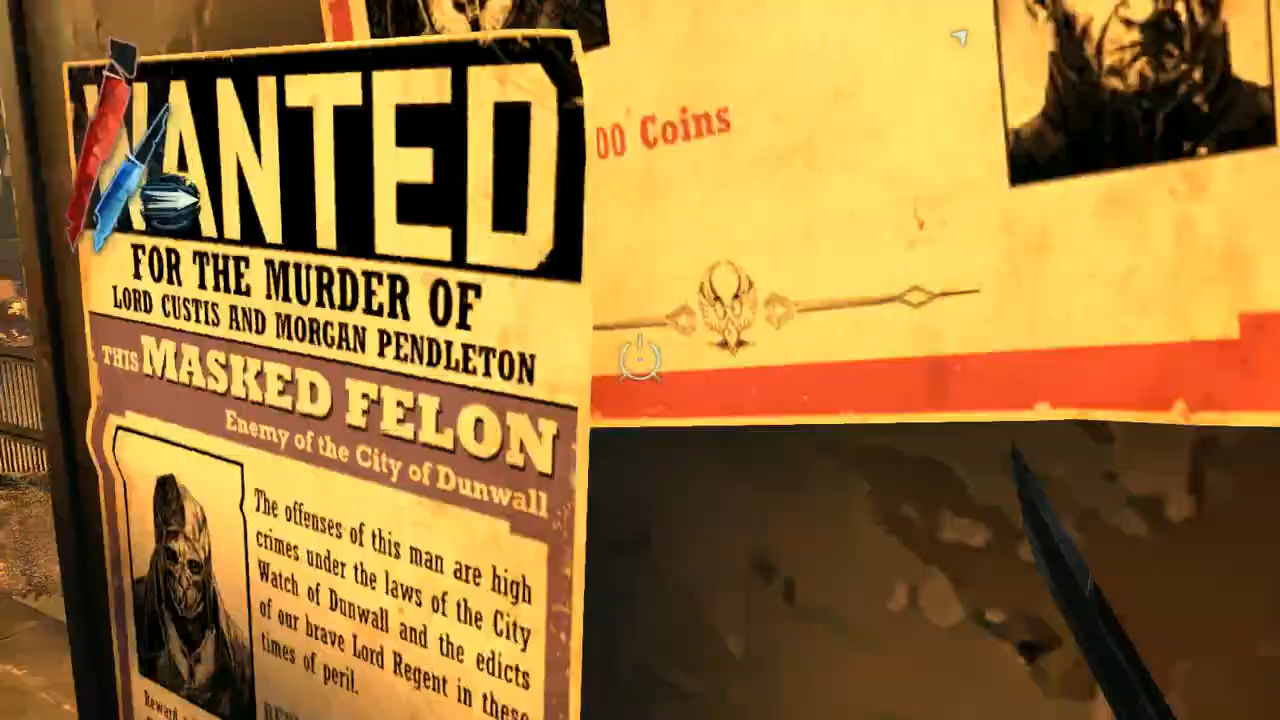 WANTED
FOR THE MURDER OF
LORD CUSTIS AND MORGAN PENDLETON
THIS MASKED FELON
Enemy of the City of Dunwall
The offenses of this man are high
crimes under the laws of the City
Watch of Dunwall and the edicts
of our brave Lord Regent in these
times of peril.
Reward
00 Coins